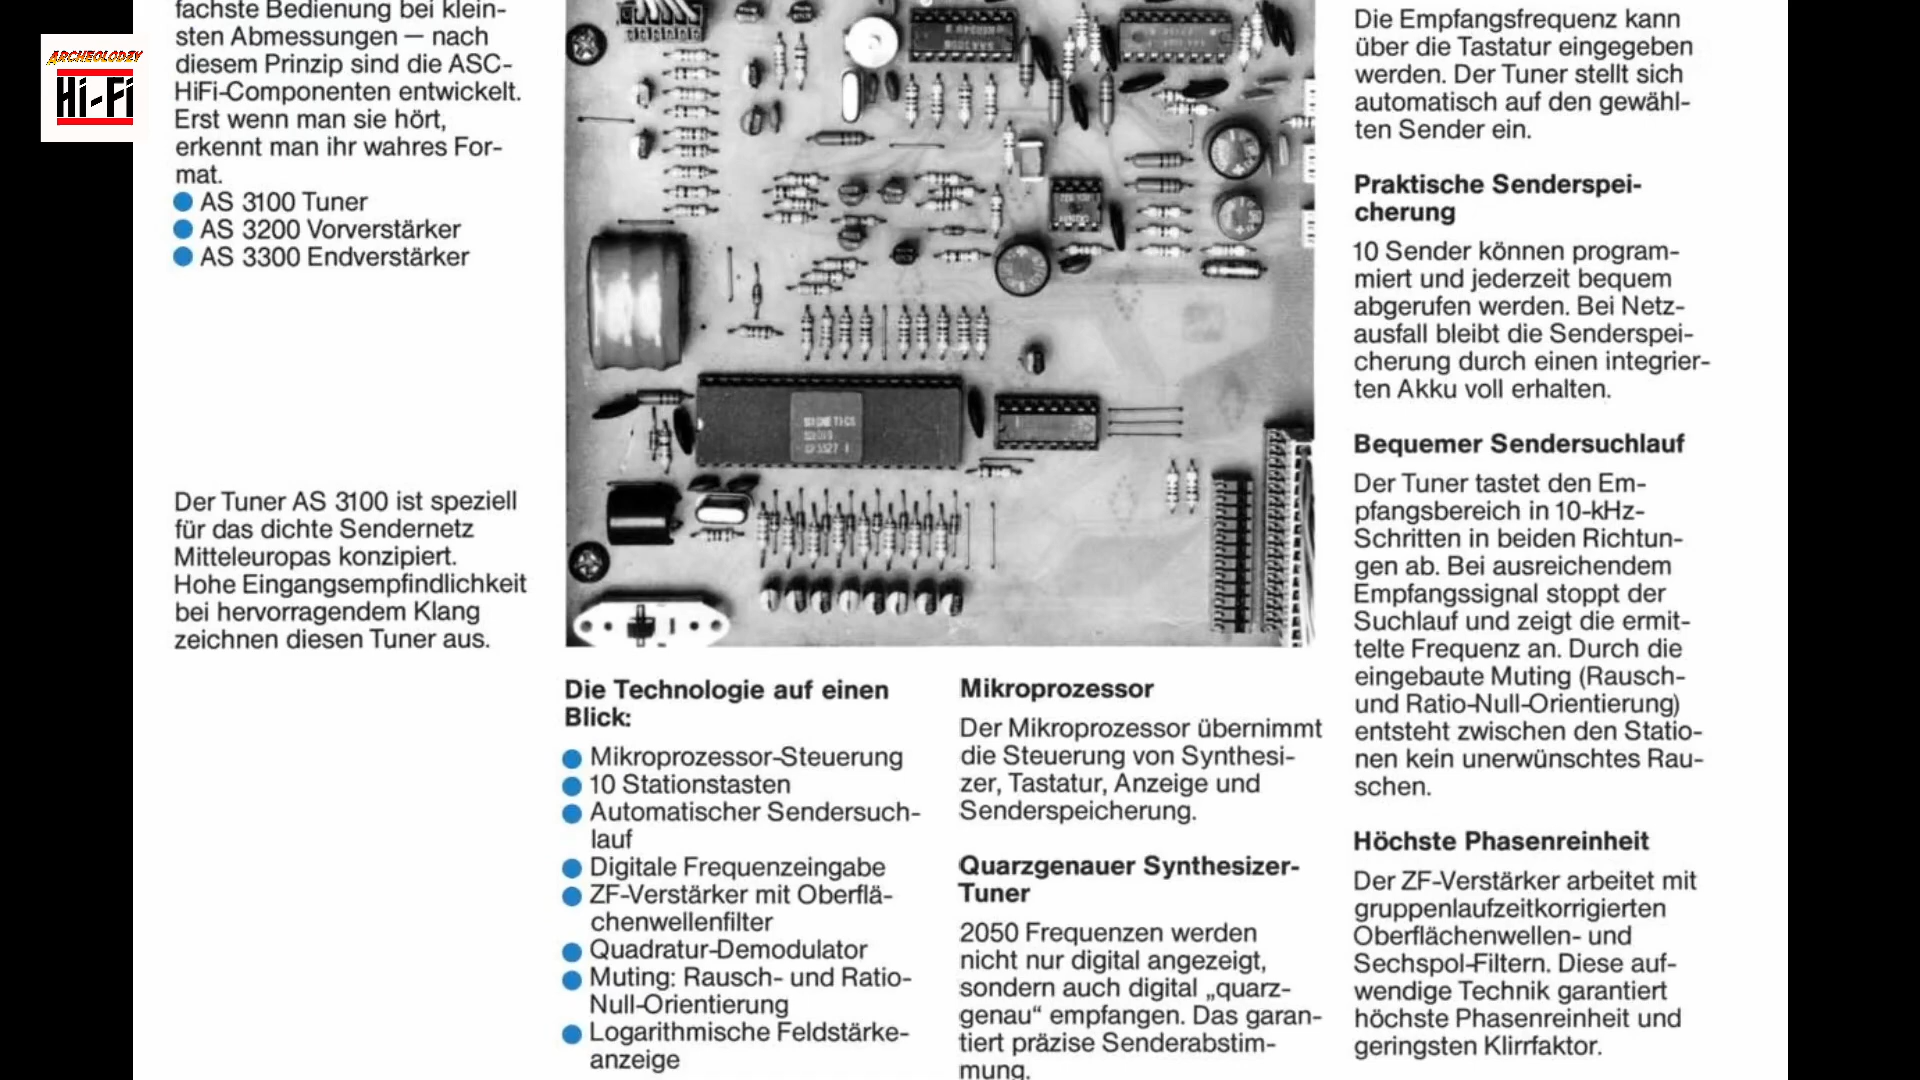 ARCHEOLODZY
Hi-Fi
fachste Bedienung bei klein-
sten Abmessungen — nach
diesem Prinzip sind die ASC-
HiFi-Componenten entwickelt.
Erst wenn man sie hört,
erkennt man ihr wahres For-
mat.
AS 3100 Tuner
AS 3200 Vorverstärker
AS 3300 Endverstärker
Der Tuner AS 3100 ist speziell
für das dichte Sendernetz
Mitteleuropas konzipiert.
Hohe Eingangsempfindlichkeit
bei hervorragendem Klang
zeichnen diesen Tuner aus.
Die Technologie auf einen
Blick:
Mikroprozessor-Steuerung
10 Stationstasten
Automatischer Sendersuch-
lauf
Digitale Frequenzeingabe
ZF-Verstärker mit Oberflä-
chenwellenfilter
Quadratur-Demodulator
Muting: Rausch- und Ratio-
Null-Orientierung
Logarithmische Feldstärke-
anzeige
Mikroprozessor
Der Mikroprozessor übernimmt
die Steuerung von Synthesi-
zer, Tastatur, Anzeige und
Senderspeicherung.
Quarzgenauer Synthesizer-
Tuner
2050 Frequenzen werden
nicht nur digital angezeigt,
sondern auch digital „quarz-
genau“ empfangen. Das garan-
tiert präzise Senderabstim-
mung.
Die Empfangsfrequenz kann
über die Tastatur eingegeben
werden. Der Tuner stellt sich
automatisch auf den gewähl-
ten Sender ein.
Praktische Senderspei-
cherung
10 Sender können program-
miert und jederzeit bequem
abgerufen werden. Bei Netz-
ausfall bleibt die Senderspei-
cherung durch einen integrier-
ten Akku voll erhalten.
Bequemer Sendersuchlauf
Der Tuner tastet den Em-
pfangsbereich in 10-kHz-
Schritten in beiden Richtun-
gen ab. Bei ausreichendem
Empfangssignal stoppt der
Suchlauf und zeigt die ermit-
telte Frequenz an. Durch die
eingebaute Muting (Rausch-
und Ratio-Null-Orientierung)
entsteht zwischen den Statio-
nen kein unerwünschtes Rau-
schen.
Höchste Phasenreinheit
Der ZF-Verstärker arbeitet mit
gruppenlaufzeitkorrigierten
Oberflächenwellen- und
Sechspol-Filtern. Diese auf-
wendige Technik garantiert
höchste Phasenreinheit und
geringsten Klirrfaktor.